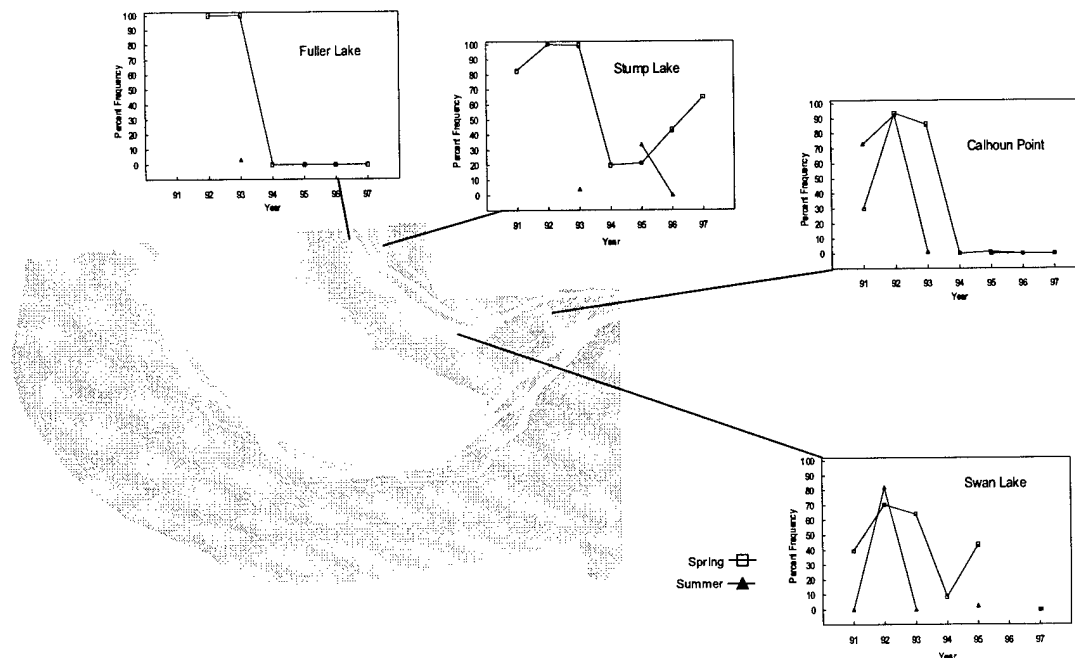 Fuller Lake
Percent Frequency
100
90
80
70
60
50
40
30
20
10
0
91 92 93 94 95 96 97
Year
Stump Lake
Percent Frequency
100
90
80
70
60
50
40
30
20
10
0
91 92 93 94 95 96 97
Year
Calhoun Point
Percent Frequency
100
90
80
70
60
50
40
30
20
10
0
91 92 93 94 95 96 97
Year
Swan Lake
Percent Frequency
100
90
80
70
60
50
40
30
20
10
0
91 92 93 94 95 96 97
Year
Spring
Summer